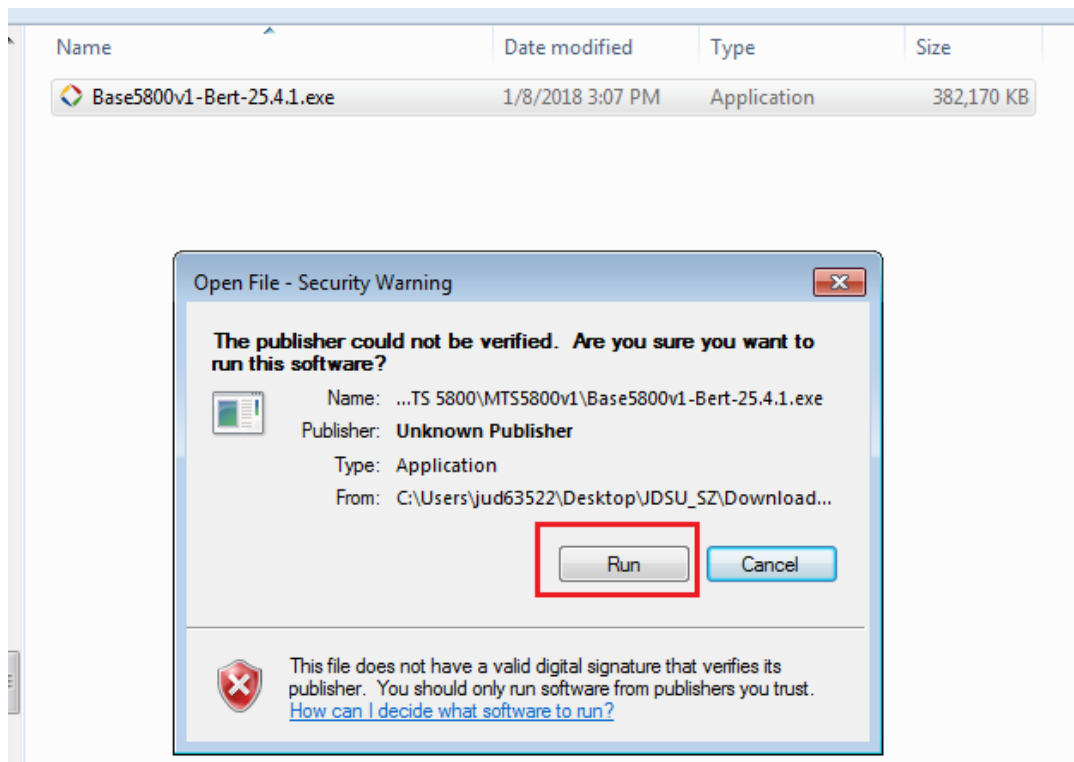 Name Date modified Type Size
Base5800v1-Bert-25.4.1.exe 1/8/2018 3:07 PM Application 382,170 KB
Open File - Security Warning
The publisher could not be verified. Are you sure you want to
run this software?
Name: ...TS 5800\MTS5800v1\Base5800v1-Bert-25.4.1.exe
Publisher: Unknown Publisher
Type: Application
From: C:\Users\jud63522\Desktop\JDSU_SZ\Download...
Run Cancel
This file does not have a valid digital signature that verifies its
publisher. You should only run software from publishers you trust.
How can I decide what software to run?